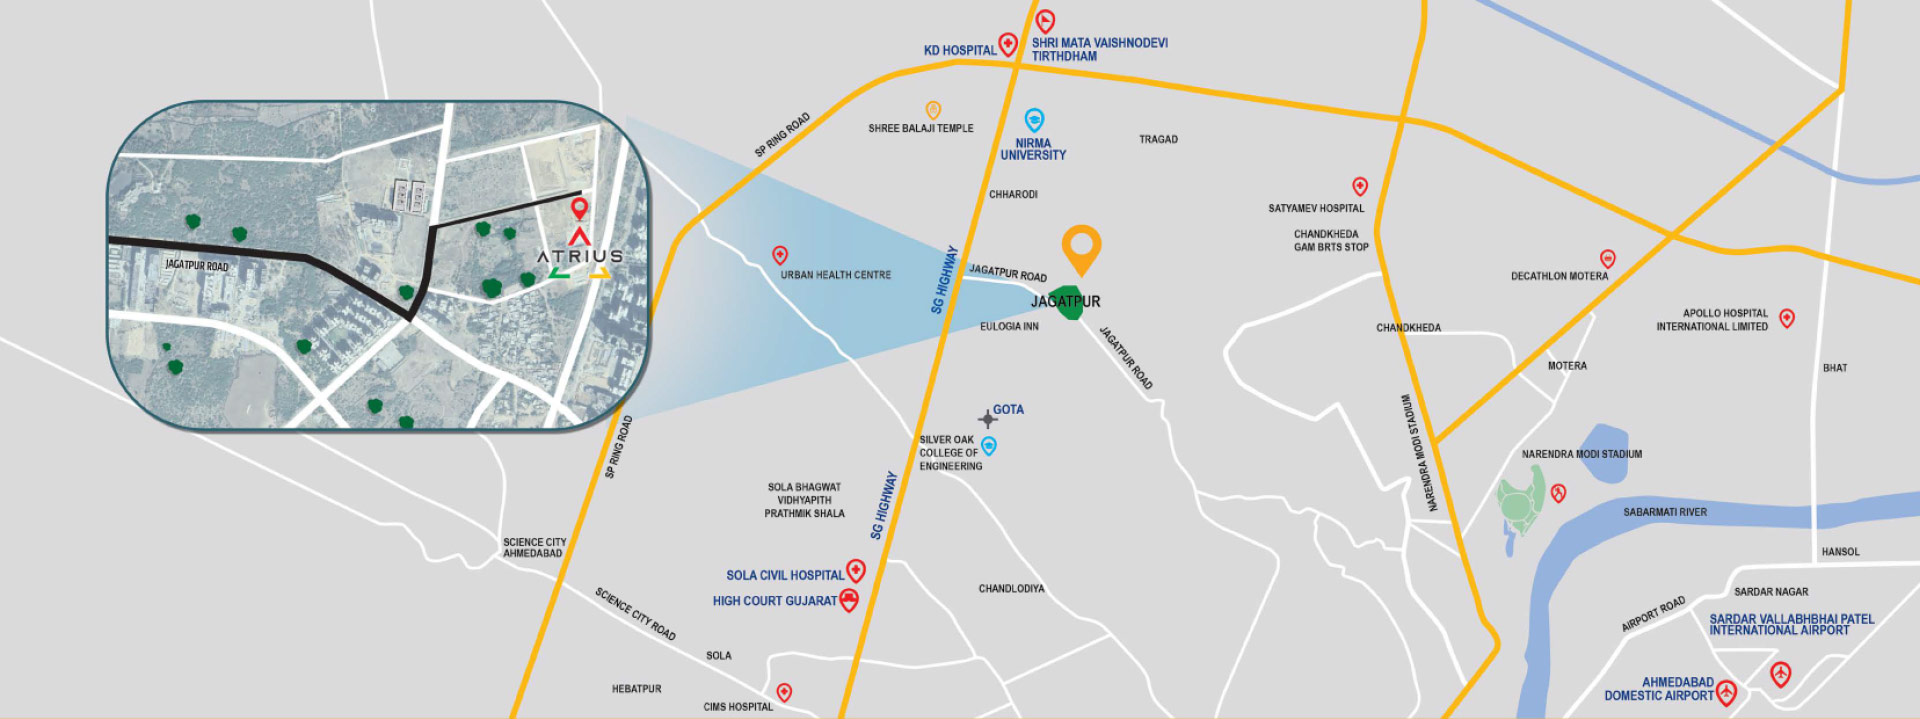 KD HOSPITAL
SHRI MATA VAISHNODEVI
TIRTHDHAM
SHREE BALAJI TEMPLE
NIRMA
UNIVERSITY
TRAGAD
SP RING ROAD
CHHARODI
SATYAMEV HOSPITAL
CHANDKHEDA
GAM BRTS STOP
JAGATPUR ROAD
ATRIUS
URBAN HEALTH CENTRE
SG HIGHWAY
JAGATPUR ROAD
JAGATPUR
EULOGIA INN
JAGATPUR ROAD
DECATHLON MOTERA
APOLLO HOSPITAL
INTERNATIONAL LIMITED
CHANDKHEDA
MOTERA
BHAT
GOTA
SILVER OAK
COLLEGE OF
ENGINEERING
NARENDRA MODI STADIUM
NARENDRA MODI STADIUM
SP RING ROAD
SOLA BHAGWAT
VIDHYAPITH
PRATHMIK SHALA
SG HIGHWAY
SABARMATI RIVER
SCIENCE CITY
AHMEDABAD
HANSOL
SOLA CIVIL HOSPITAL
HIGH COURT GUJARAT
CHANDLODIYA
SCIENCE CITY ROAD
SARDAR NAGAR
AIRPORT ROAD
SARDAR VALLABHBHAI PATEL
INTERNATIONAL AIRPORT
SOLA
HEBATPUR
CIMS HOSPITAL
AHMEDABAD
DOMESTIC AIRPORT